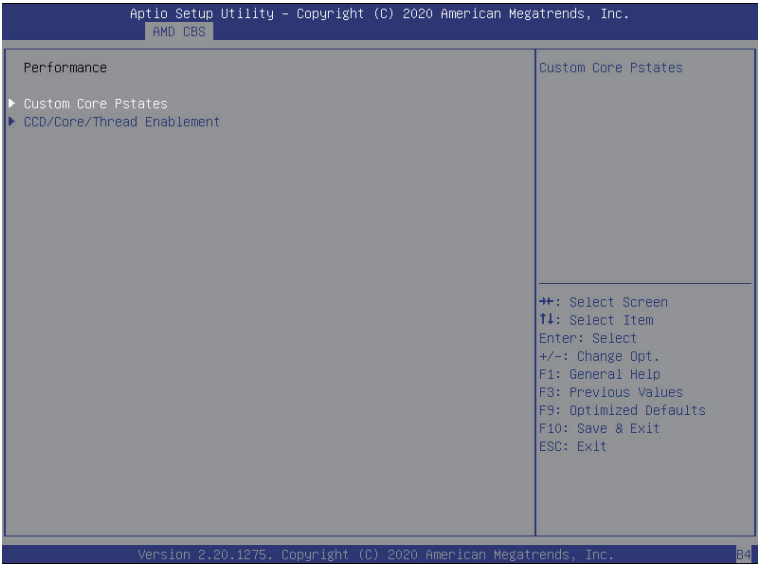 Aptio Setup Utility – Copyright (C) 2020 American Megatrends, Inc.
AMD CBS
Performance
Custom Core Pstates
CCD/Core/Thread Enablement
Custom Core Pstates
→←: Select Screen
↑↓: Select Item
Enter: Select
+/-: Change Opt.
F1: General Help
F3: Previous Values
F9: Optimized Defaults
F10: Save & Exit
ESC: Exit
Version 2.20.1275. Copyright (C) 2020 American Megatrends, Inc.
B4